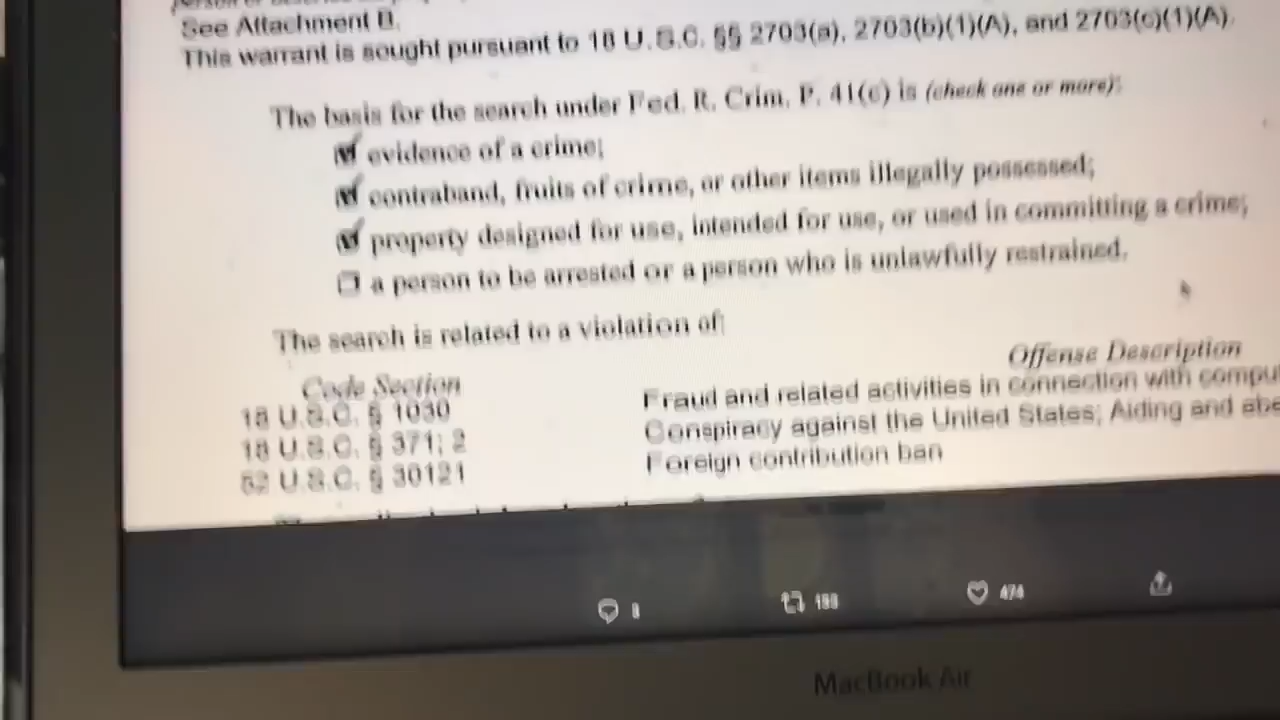 See Attachment B.
This warrant is sought pursuant to 18 U.S.C. §§ 2703(a), 2703(b)(1)(A), and 2703(c)(1)(A).
The basis for the search under Fed. R. Crim. P. 41(c) is (check one or more):
evidence of a crime;
contraband, fruits of crime, or other items illegally possessed;
property designed for use, intended for use, or used in committing a crime;
a person to be arrested or a person who is unlawfully restrained.
The search is related to a violation of:
Code Section Offense Description
18 U.S.C. § 1030 Fraud and related activities in connection with compu
18 U.S.C. § 371; 2 Conspiracy against the United States; Aiding and abe
52 U.S.C. § 30121 Foreign contribution ban
8 474
MacBook Air